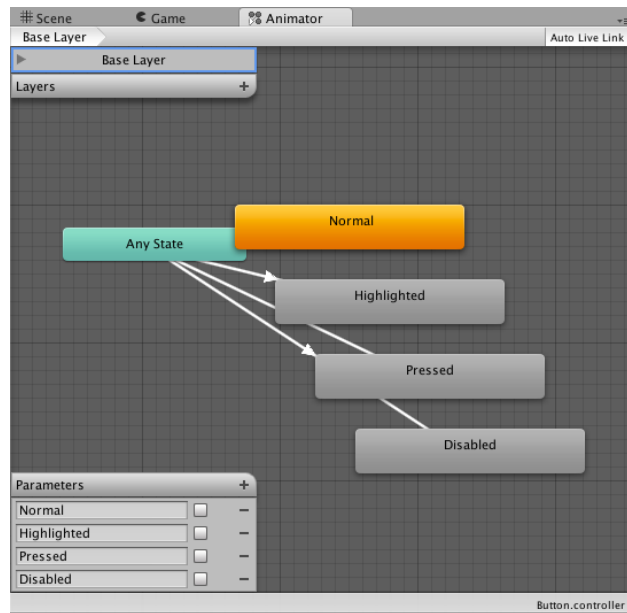 Scene Game Animator
Base Layer Auto Live Link
Base Layer
Layers +
Normal
Any State
Highlighted
Pressed
Disabled
Parameters +
Normal
Highlighted
Pressed
Disabled
Button.controller